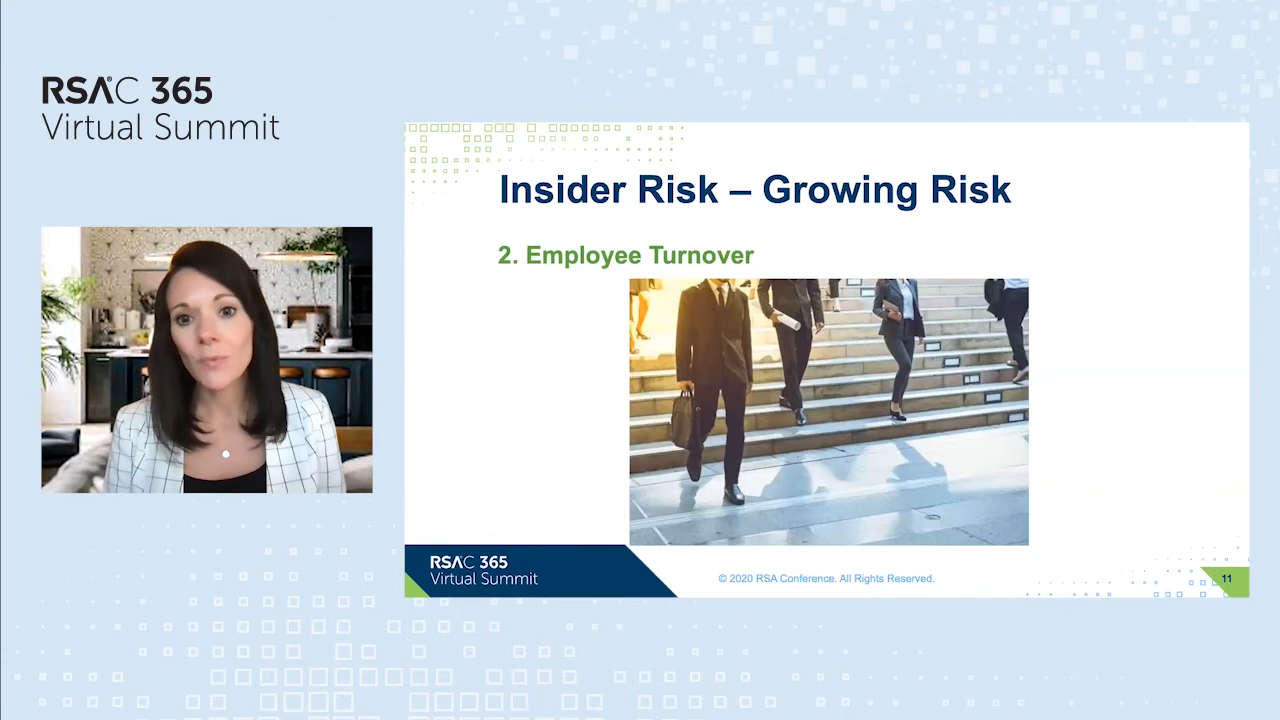 RSAC 365
Virtual Summit
Insider Risk – Growing Risk
2. Employee Turnover
RSAC 365
Virtual Summit
© 2020 RSA Conference. All Rights Reserved.
11